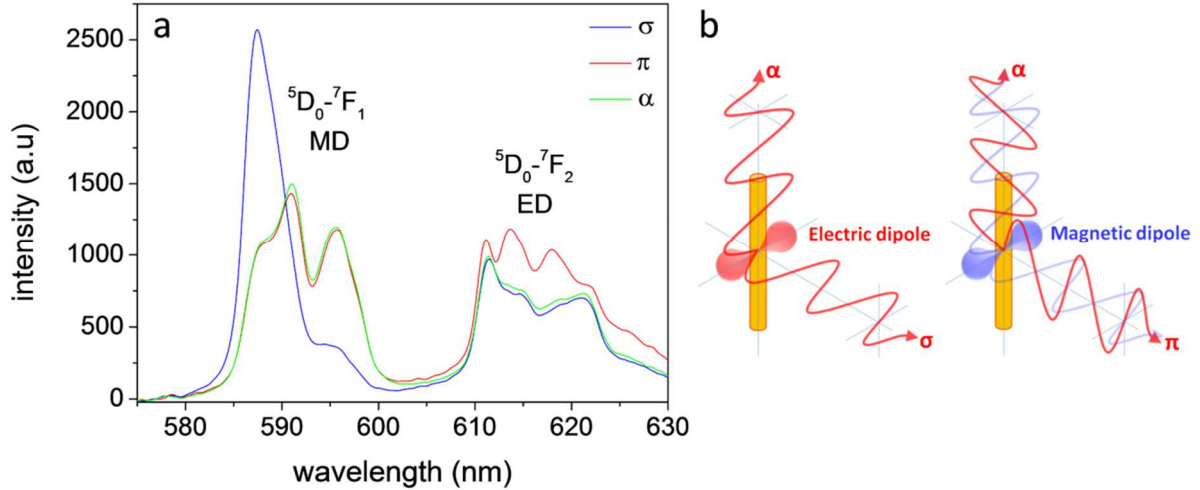 a
σ
π
α
⁵D₀-⁷F₁
MD
⁵D₀-⁷F₂
ED
2500
2000
1500
1000
500
0
intensity (a.u)
580
590
600
610
620
630
wavelength (nm)
b
α
Electric dipole
σ
α
Magnetic dipole
π